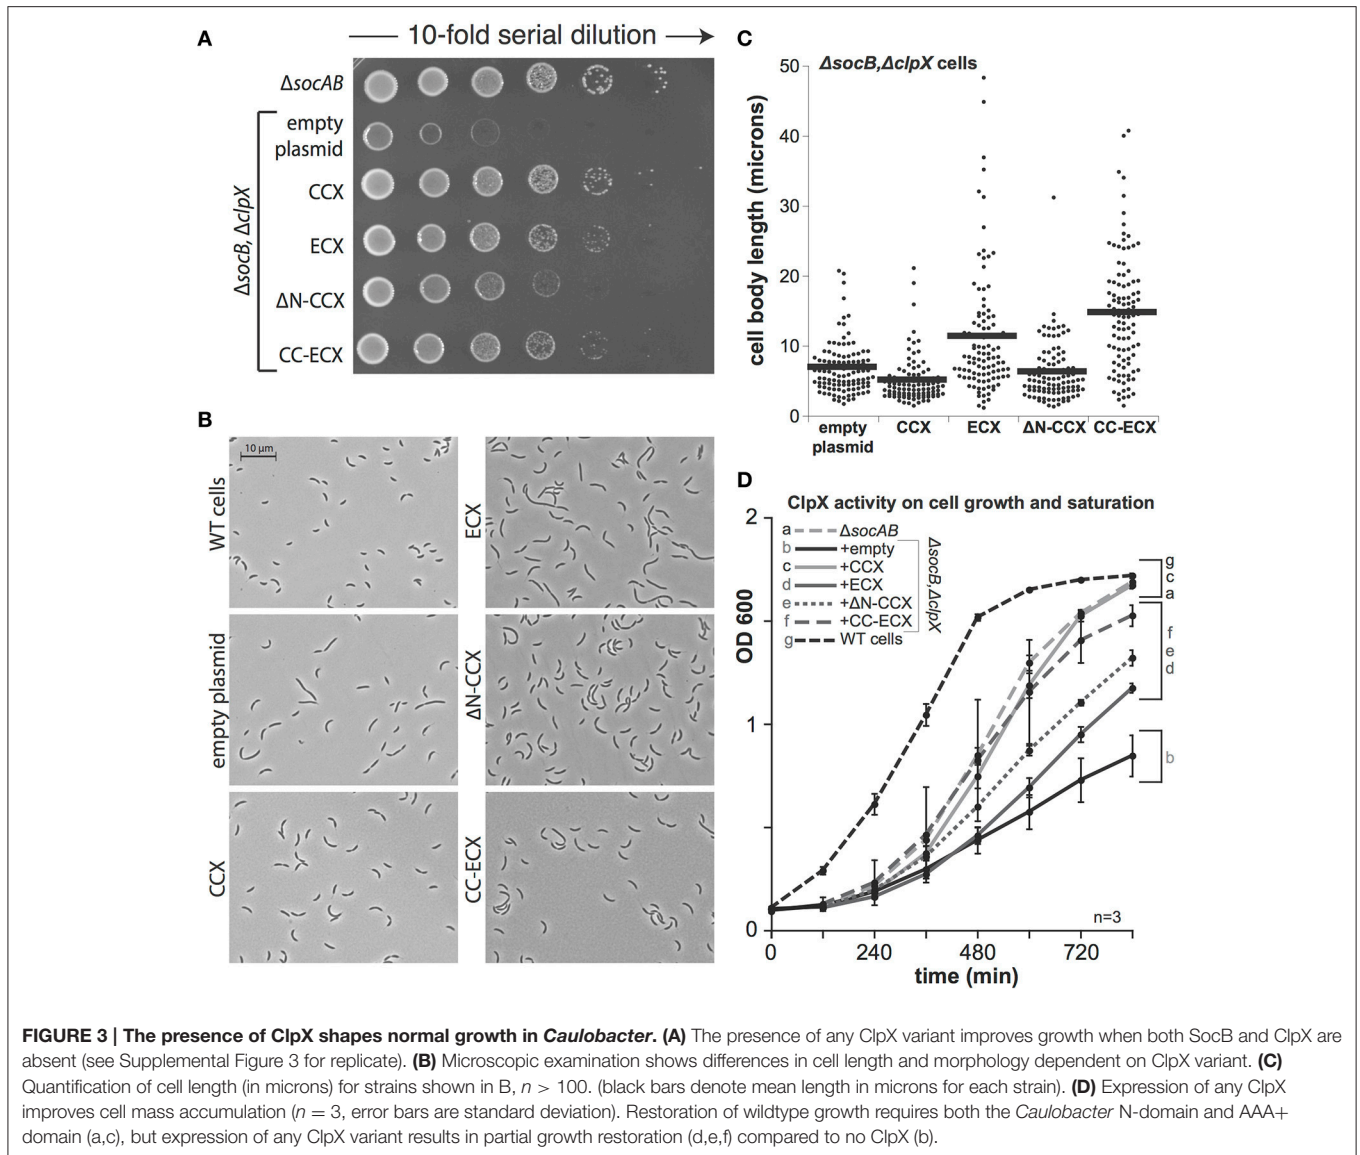 A
10-fold serial dilution
ΔsocAB
empty
plasmid
CCX
ECX
ΔN-CCX
CC-ECX
ΔsocB, ΔclpX
B
WT cells
10 µm
empty plasmid
CCX
ECX
ΔN-CCX
CC-ECX
C
ΔsocB,ΔclpX cells
cell body length (microns)
50
40
30
20
10
0
empty
plasmid
CCX
ECX
ΔN-CCX
CC-ECX
D
ClpX activity on cell growth and saturation
a ΔsocAB
b +empty
c +CCX
d +ECX
e +ΔN-CCX
f +CC-ECX
g WT cells
ΔsocB,ΔclpX
OD 600
2
1
0
0 240 480 720
time (min)
n=3
g
c
a
f
e
d
b
FIGURE 3 | The presence of ClpX shapes normal growth in Caulobacter. (A) The presence of any ClpX variant improves growth when both SocB and ClpX are
absent (see Supplemental Figure 3 for replicate). (B) Microscopic examination shows differences in cell length and morphology dependent on ClpX variant. (C)
Quantification of cell length (in microns) for strains shown in B, n > 100. (black bars denote mean length in microns for each strain). (D) Expression of any ClpX
improves cell mass accumulation (n = 3, error bars are standard deviation). Restoration of wildtype growth requires both the Caulobacter N-domain and AAA+
domain (a,c), but expression of any ClpX variant results in partial growth restoration (d,e,f) compared to no ClpX (b).